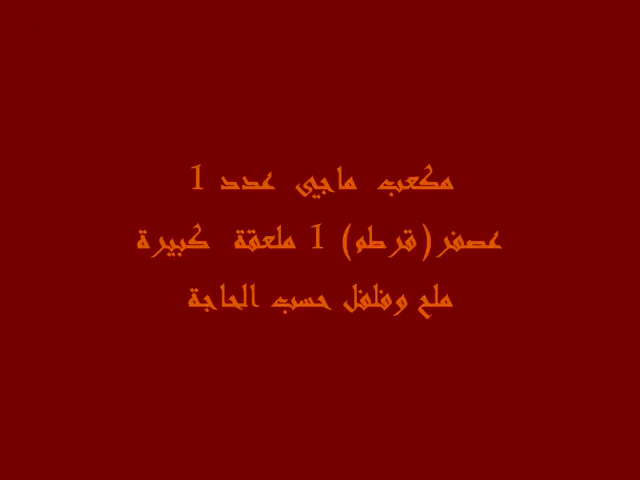 مكعب ماجي عدد 1
عصفر (قرطم) 1 ملعقة كبيرة
ملح وفلفل حسب الحاجة